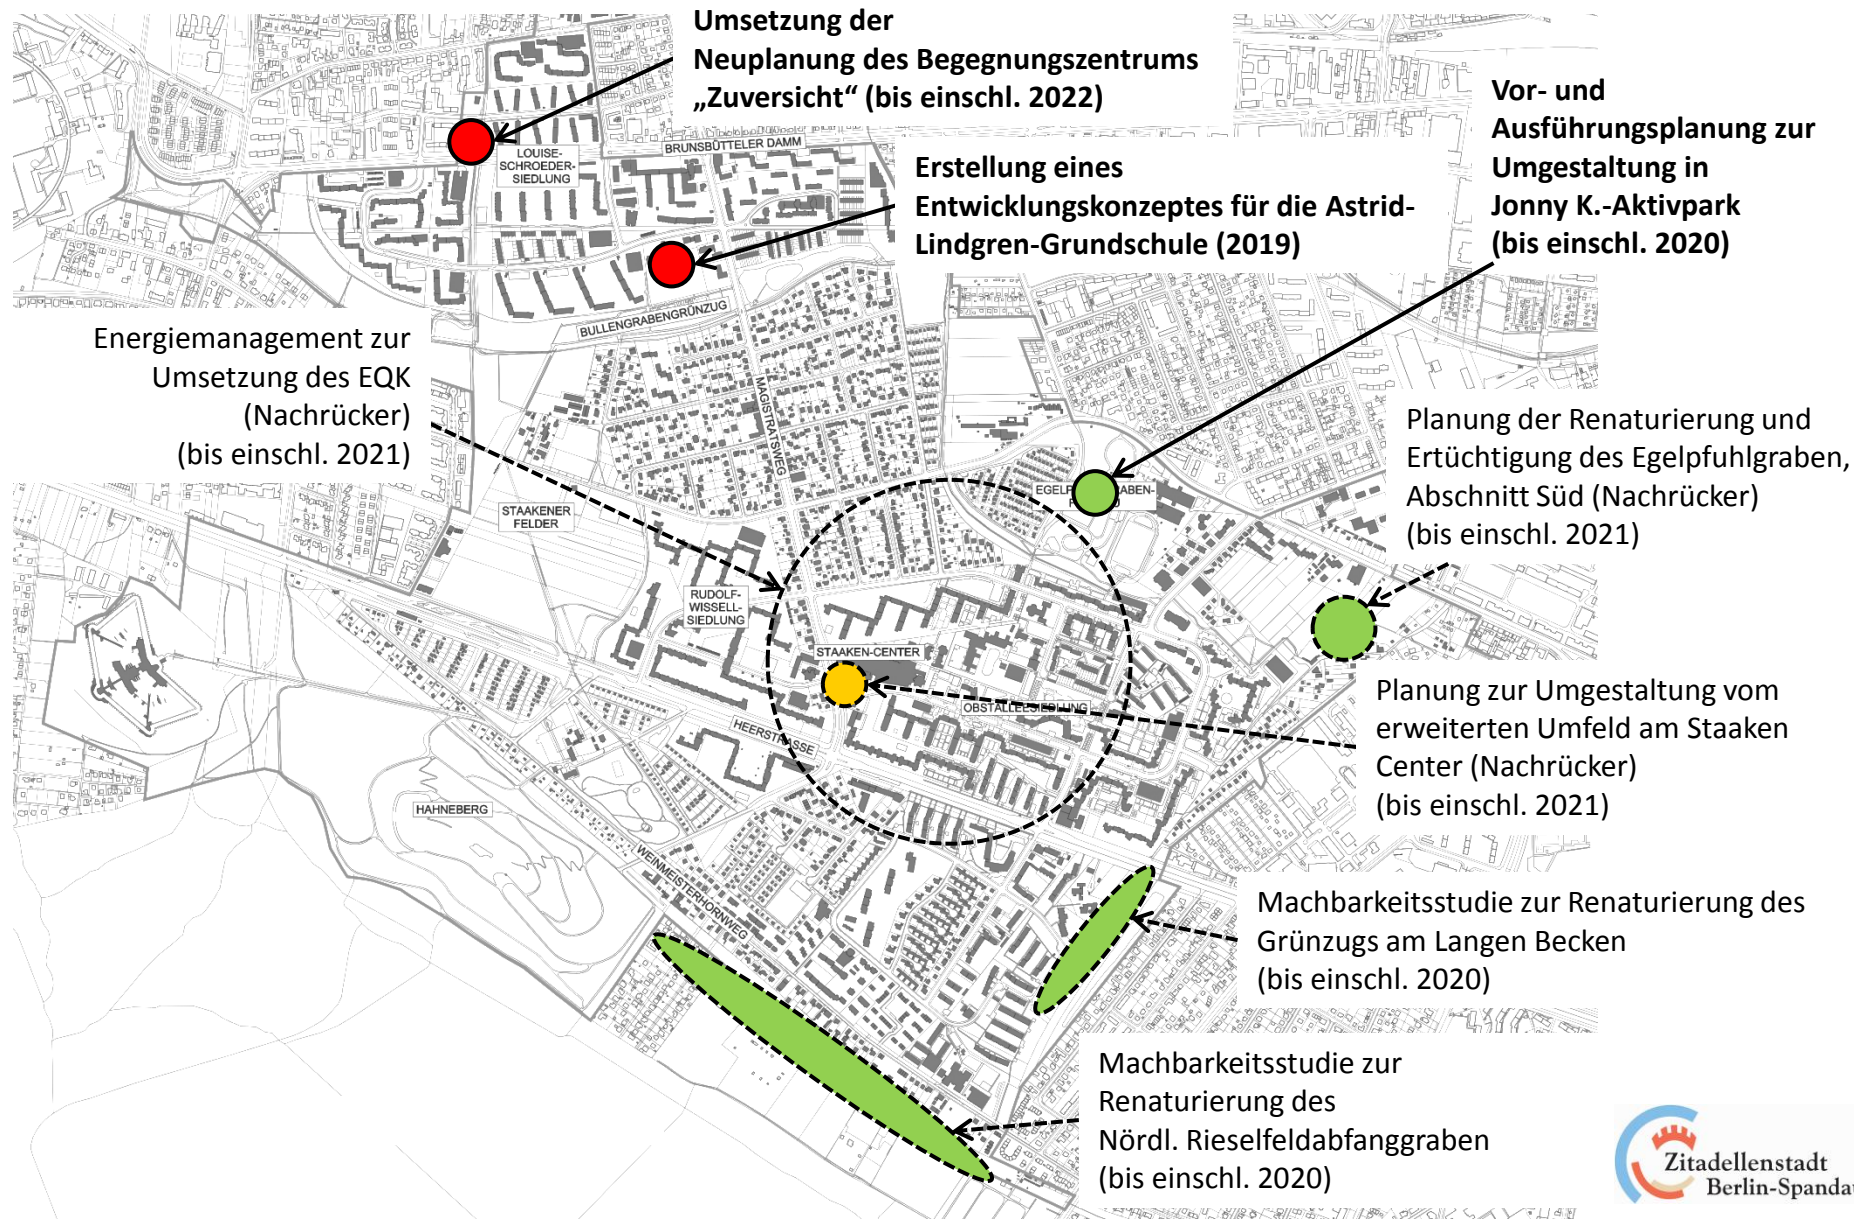 Umsetzung der
Neuplanung des Begegnungszentrums
„Zuversicht“ (bis einschl. 2022)
Vor- und
Ausführungsplanung zur
Umgestaltung in
Jonny K.-Aktivpark
(bis einschl. 2020)
Erstellung eines
Entwicklungskonzeptes für die Astrid-
Lindgren-Grundschule (2019)
BRUNSBÜTTELER DAMM
LOUISE-
SCHROEDER-
SIEDLUNG
BULLENGRABENGRÜNZUG
Energiemanagement zur
Umsetzung des EQK
(Nachrücker)
(bis einschl. 2021)
MAGISTRATSWEG
Planung der Renaturierung und
Ertüchtigung des Egelpfuhlgraben,
Abschnitt Süd (Nachrücker)
(bis einschl. 2021)
STAAKENER
FELDER
RUDOLF-
WISSELL-
SIEDLUNG
STAAKEN-CENTER
OBSTALLEESIEDLUNG
HEERSTRASSE
Planung zur Umgestaltung vom
erweiterten Umfeld am Staaken
Center (Nachrücker)
(bis einschl. 2021)
HAHNEBERG
WEINMEISTERHORNWEG
Machbarkeitsstudie zur Renaturierung des
Grünzugs am Langen Becken
(bis einschl. 2020)
Machbarkeitsstudie zur
Renaturierung des
Nördl. Rieselfeldabfanggraben
(bis einschl. 2020)
Zitadellenstadt
Berlin-Spandau